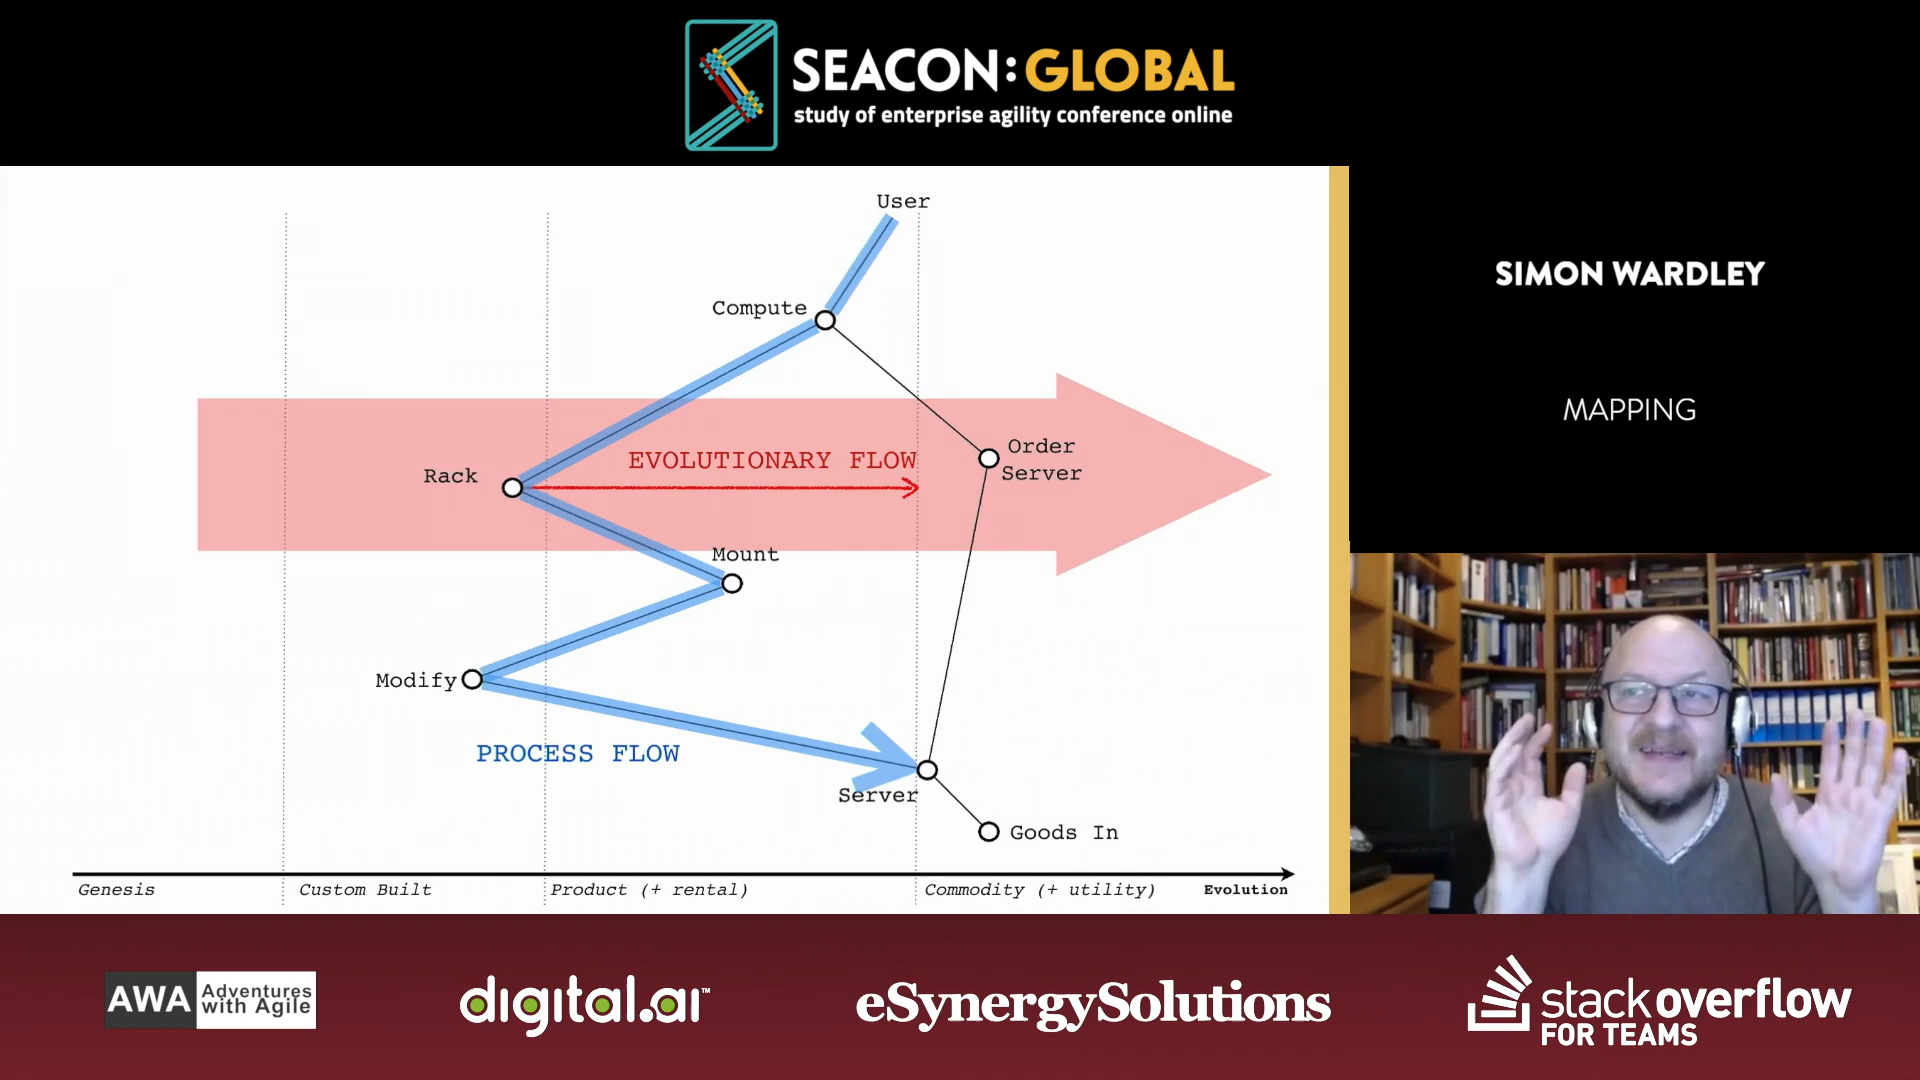 SEACON:GLOBAL
study of enterprise agility conference online
User
Compute
EVOLUTIONARY FLOW
Order
Server
Rack
Mount
Modify
PROCESS FLOW
Server
Goods In
Genesis
Custom Built
Product (+ rental)
Commodity (+ utility)
Evolution
SIMON WARDLEY
MAPPING
AWA Adventures
with Agile
digital.ai™
eSynergySolutions
stackoverflow
FOR TEAMS